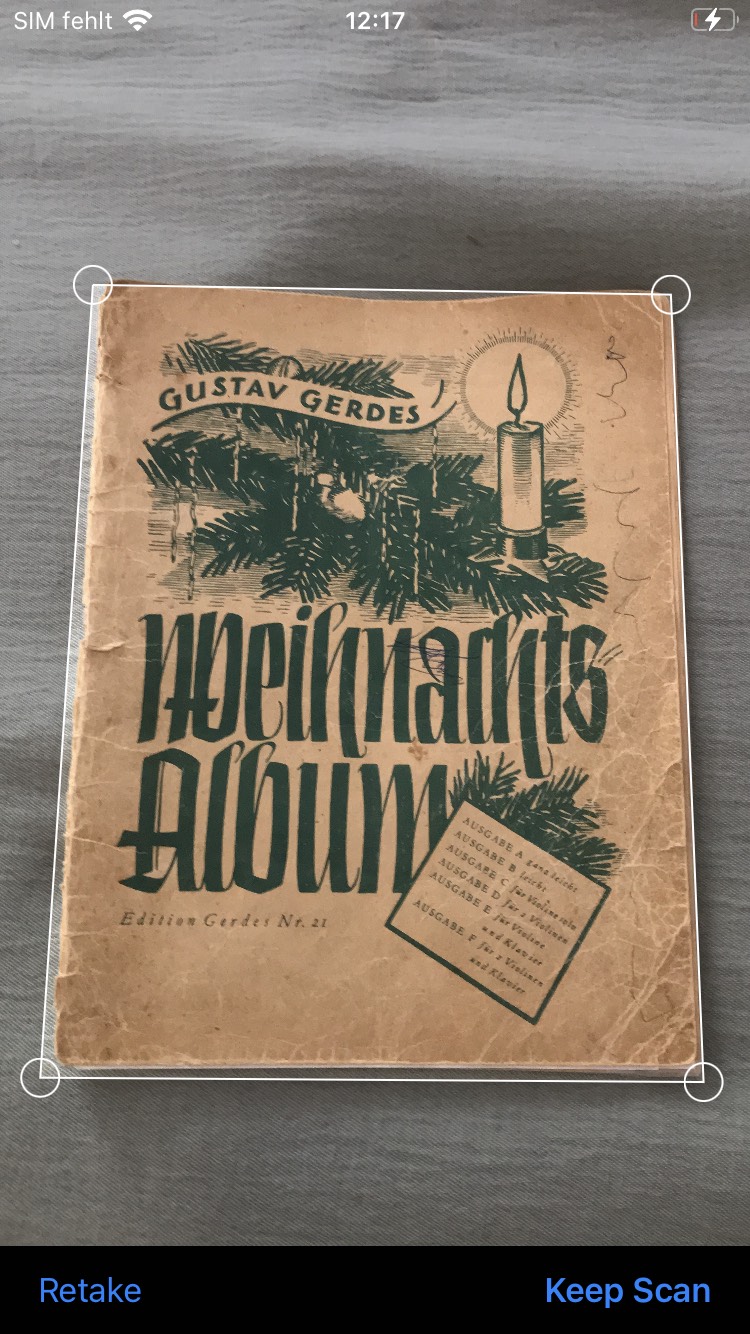 SIM fehlt
12:17
GUSTAV GERDES
Weihnachts
Album
AUSGABE A ganz leicht
AUSGABE B leicht
AUSGABE C für Violine solo
AUSGABE D für 2 Violinen
AUSGABE E für Violine
und Klavier
AUSGABE F für 2 Violinen
und Klavier
Edition Gerdes Nr. 21
Retake
Keep Scan